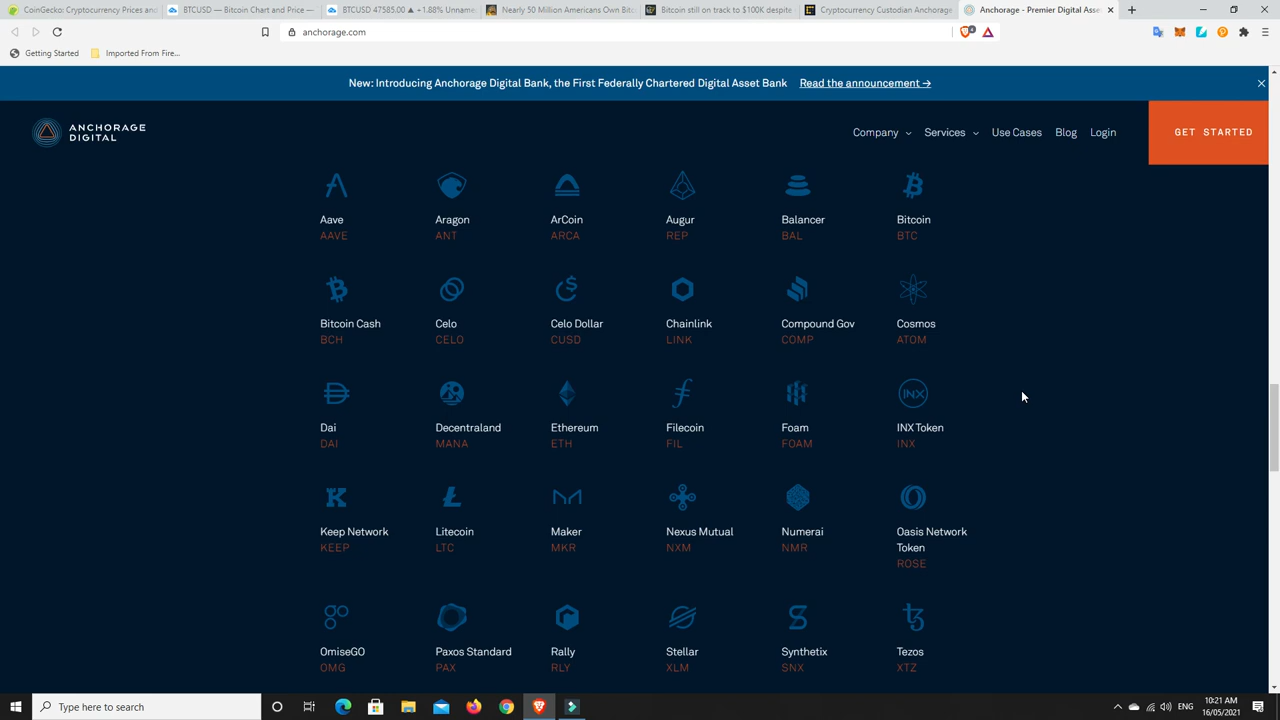 CoinGecko: Cryptocurrency Prices and
BTCUSD — Bitcoin Chart and Price —
BTCUSD 47585.00 ▲ +1.88% Unname
Nearly 50 Million Americans Own Bitc
Bitcoin still on track to $100K despite
Cryptocurrency Custodian Anchorage
Anchorage - Premier Digital Asse
anchorage.com
Getting Started
Imported From Fire...
New: Introducing Anchorage Digital Bank, the First Federally Chartered Digital Asset Bank
Read the announcement →
ANCHORAGE
DIGITAL
Company
Services
Use Cases
Blog
Login
GET STARTED
Aave
Aragon
ArCoin
Augur
Balancer
Bitcoin
AAVE
ANT
ARCA
REP
BAL
BTC
Bitcoin Cash
Celo
Celo Dollar
Chainlink
Compound Gov
Cosmos
BCH
CELO
CUSD
LINK
COMP
ATOM
INX
Dai
Decentraland
Ethereum
Filecoin
Foam
INX Token
DAI
MANA
ETH
FIL
FOAM
INX
Keep Network
Litecoin
Maker
Nexus Mutual
Numerai
Oasis Network
Token
KEEP
LTC
MKR
NXM
NMR
ROSE
OmiseGO
Paxos Standard
Rally
Stellar
Synthetix
Tezos
OMG
PAX
RLY
XLM
SNX
XTZ
Type here to search
ENG
10:21 AM
16/05/2021